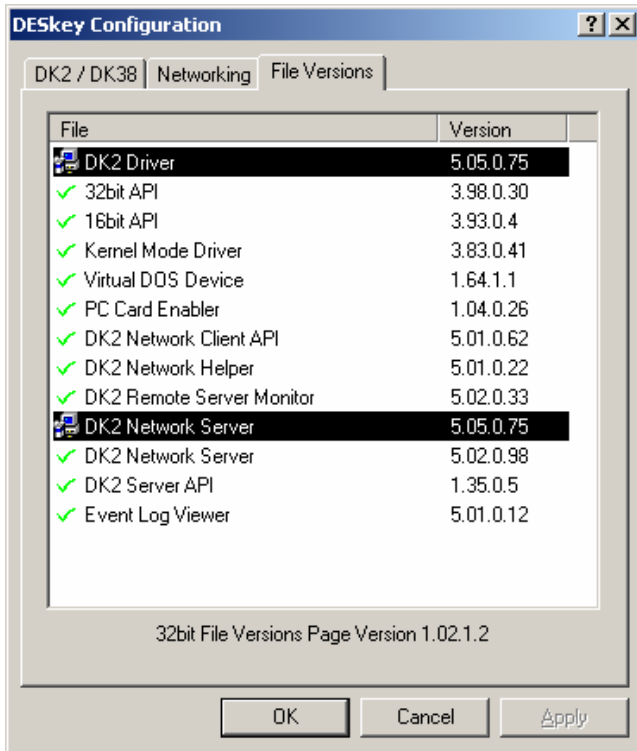 DESkey Configuration
DK2 / DK38 Networking File Versions
File Version
DK2 Driver 5.05.0.75
32bit API 3.98.0.30
16bit API 3.93.0.4
Kernel Mode Driver 3.83.0.41
Virtual DOS Device 1.64.1.1
PC Card Enabler 1.04.0.26
DK2 Network Client API 5.01.0.62
DK2 Network Helper 5.01.0.22
DK2 Remote Server Monitor 5.02.0.33
DK2 Network Server 5.05.0.75
DK2 Network Server 5.02.0.98
DK2 Server API 1.35.0.5
Event Log Viewer 5.01.0.12
32bit File Versions Page Version 1.02.1.2
OK Cancel Apply